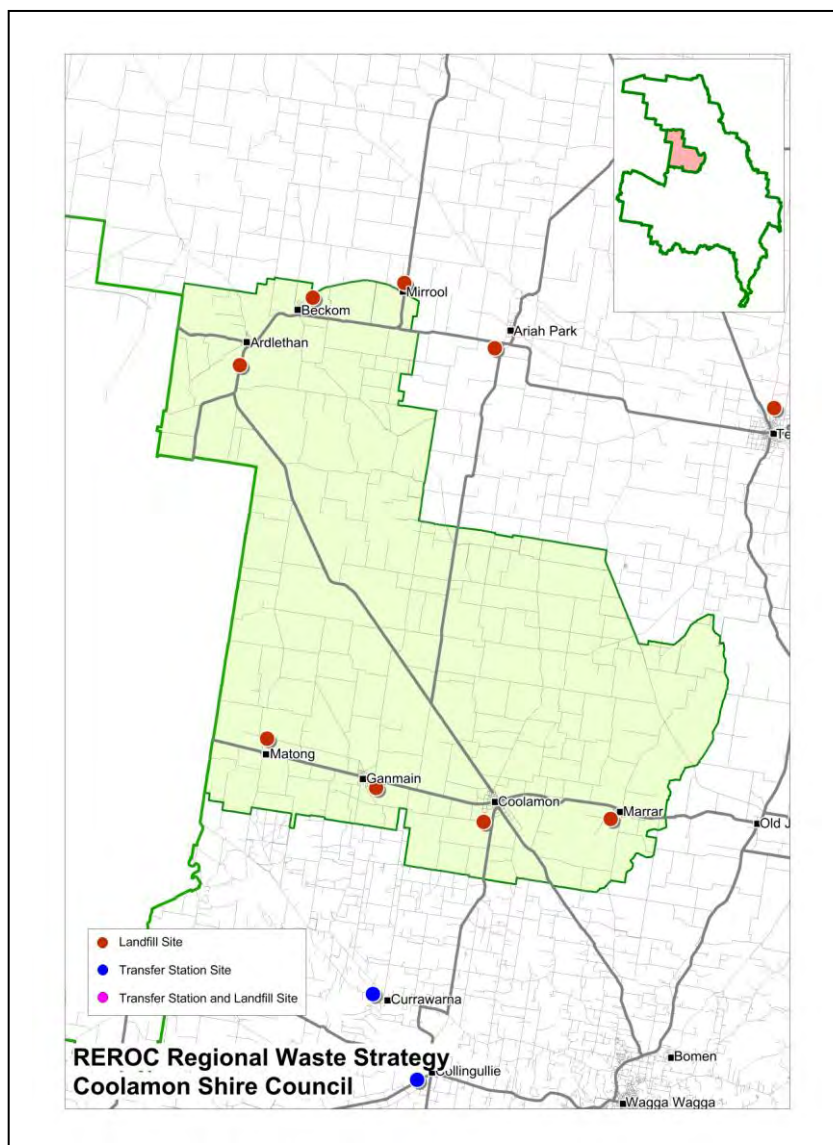 Mirrool
Beckom
Ariah Park
Ardlethan
Te
Matong
Ganmain
Coolamon
Marrar
Old J
Landfill Site
Transfer Station Site
Transfer Station and Landfill Site
Currawarna
REROC Regional Waste Strategy
Coolamon Shire Council
Collingullie
Bomen
Wagga Wagga